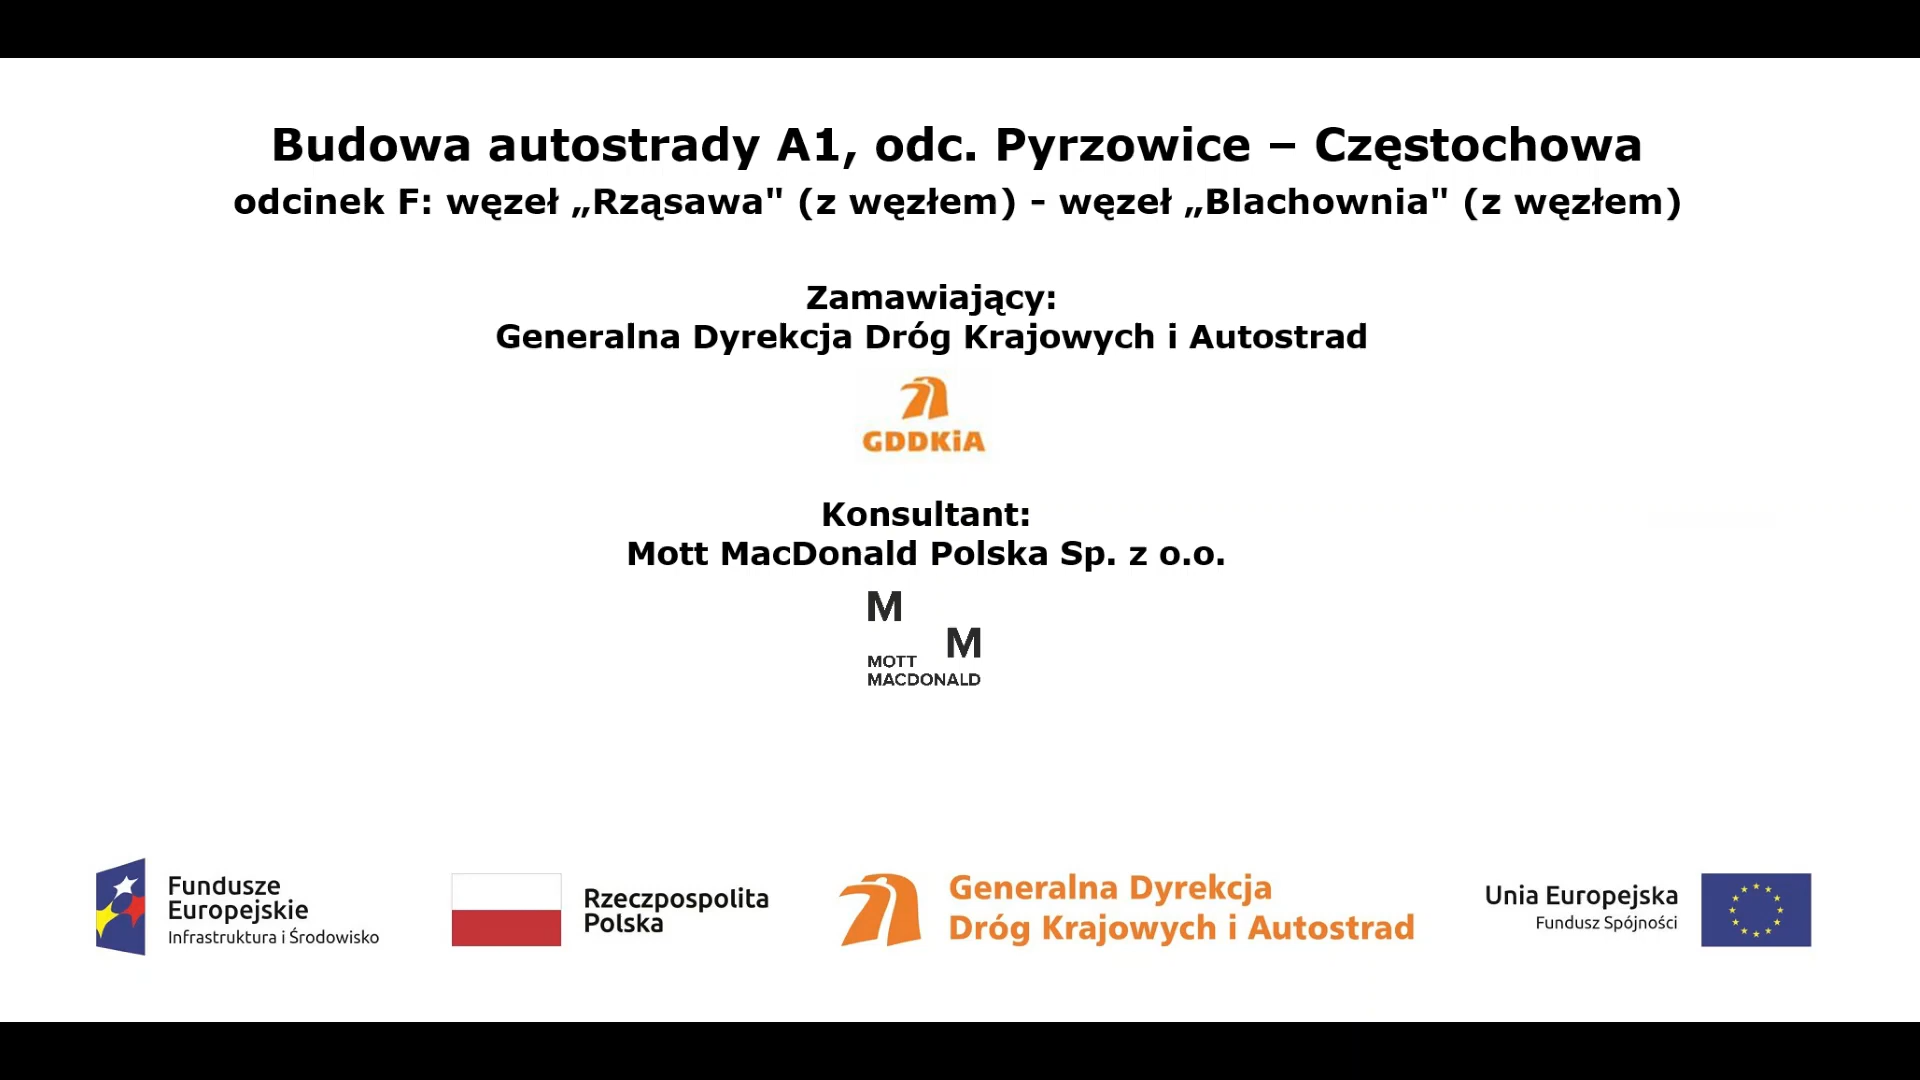 Budowa autostrady A1, odc. Pyrzowice – Częstochowa
odcinek F: węzeł „Rząsawa" (z węzłem) - węzeł „Blachownia" (z węzłem)
Zamawiający:
Generalna Dyrekcja Dróg Krajowych i Autostrad
GDDKiA
Konsultant:
Mott MacDonald Polska Sp. z o.o.
M
M
MOTT
MACDONALD
Fundusze
Europejskie
Infrastruktura i Środowisko
Rzeczpospolita
Polska
Generalna Dyrekcja
Dróg Krajowych i Autostrad
Unia Europejska
Fundusz Spójności